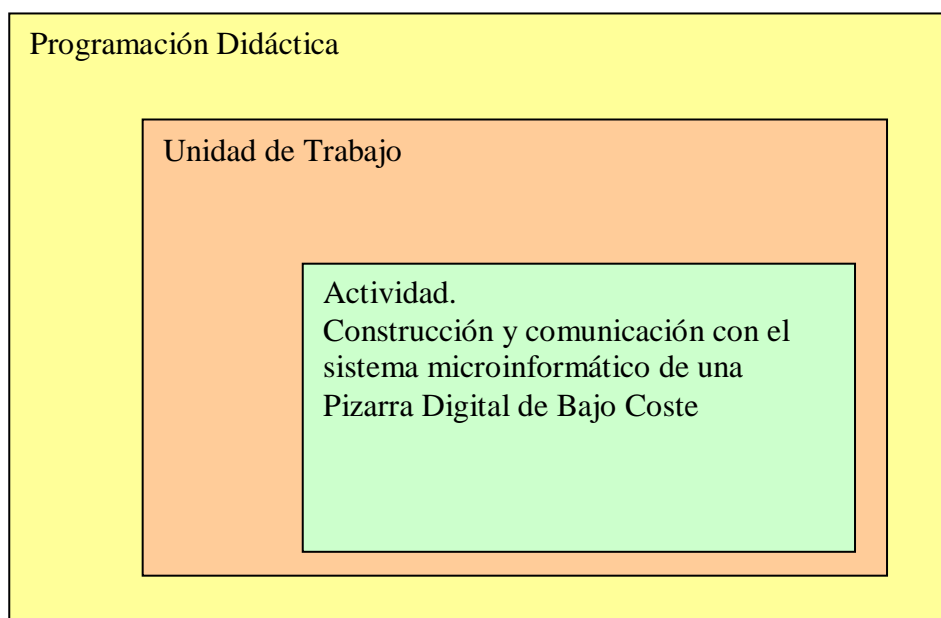 Programación Didáctica
Unidad de Trabajo
Actividad.
Construcción y comunicación con el
sistema microinformático de una
Pizarra Digital de Bajo Coste